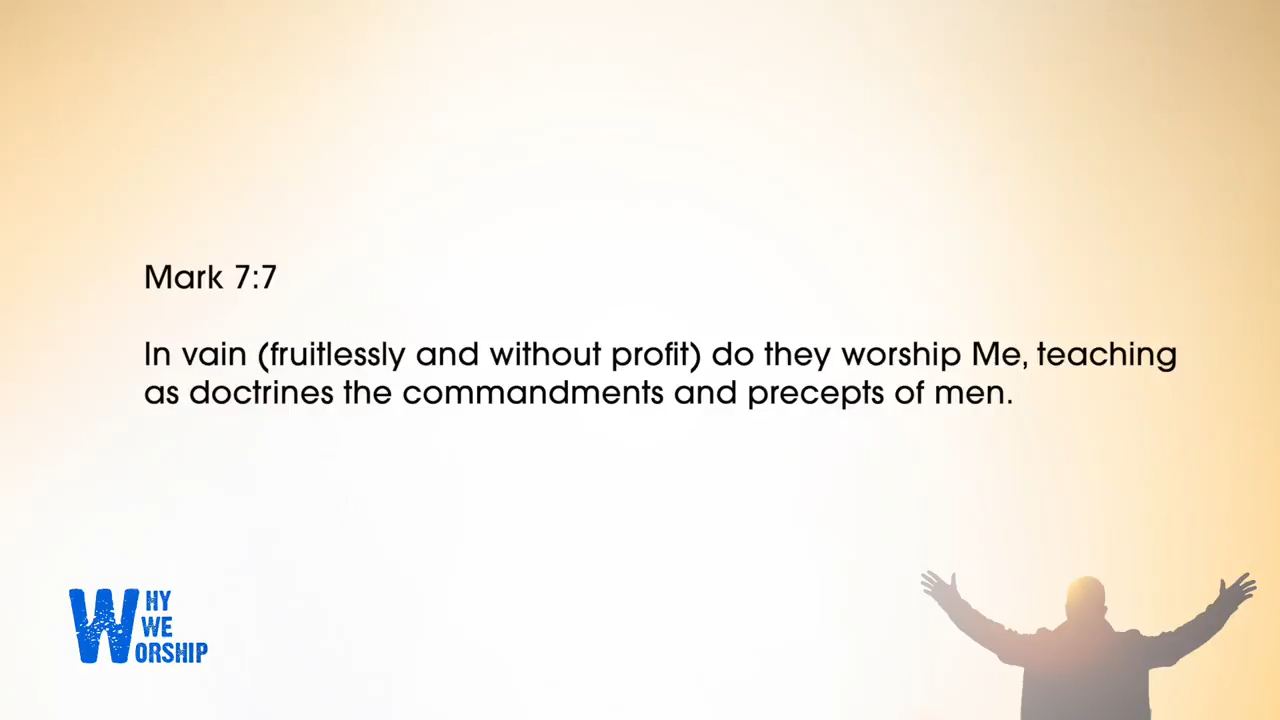 Mark 7:7
In vain (fruitlessly and without profit) do they worship Me, teaching
as doctrines the commandments and precepts of men.
WHY
WE
WORSHIP